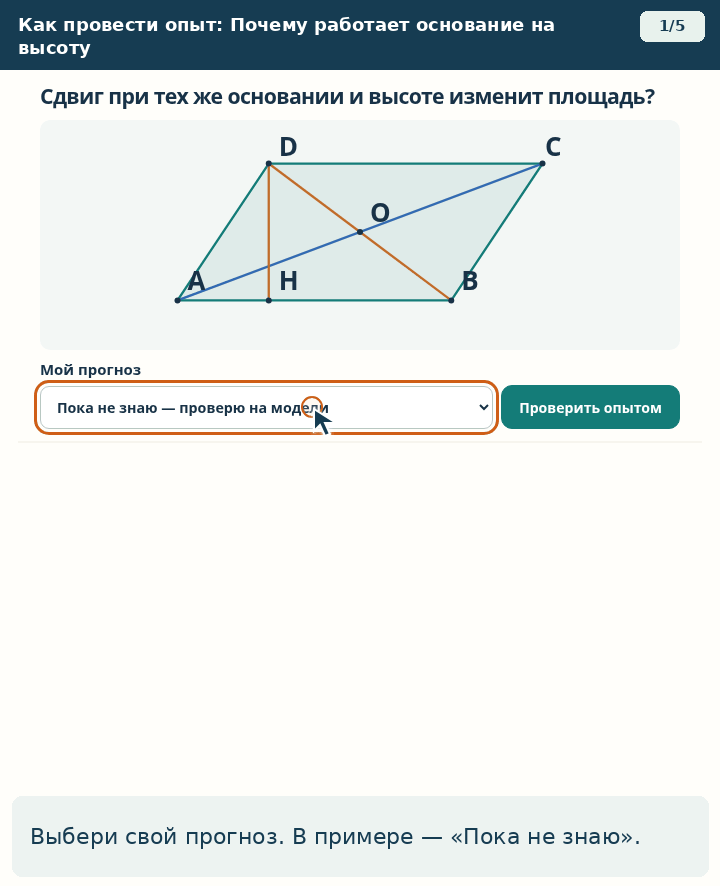 Как провести опыт: Почему работает основание на
высоту
1/5
Сдвиг при тех же основании и высоте изменит площадь?
D
C
O
A
H
B
Мой прогноз
Пока не знаю — проверю на модели
Проверить опытом
Выбери свой прогноз. В примере — «Пока не знаю».